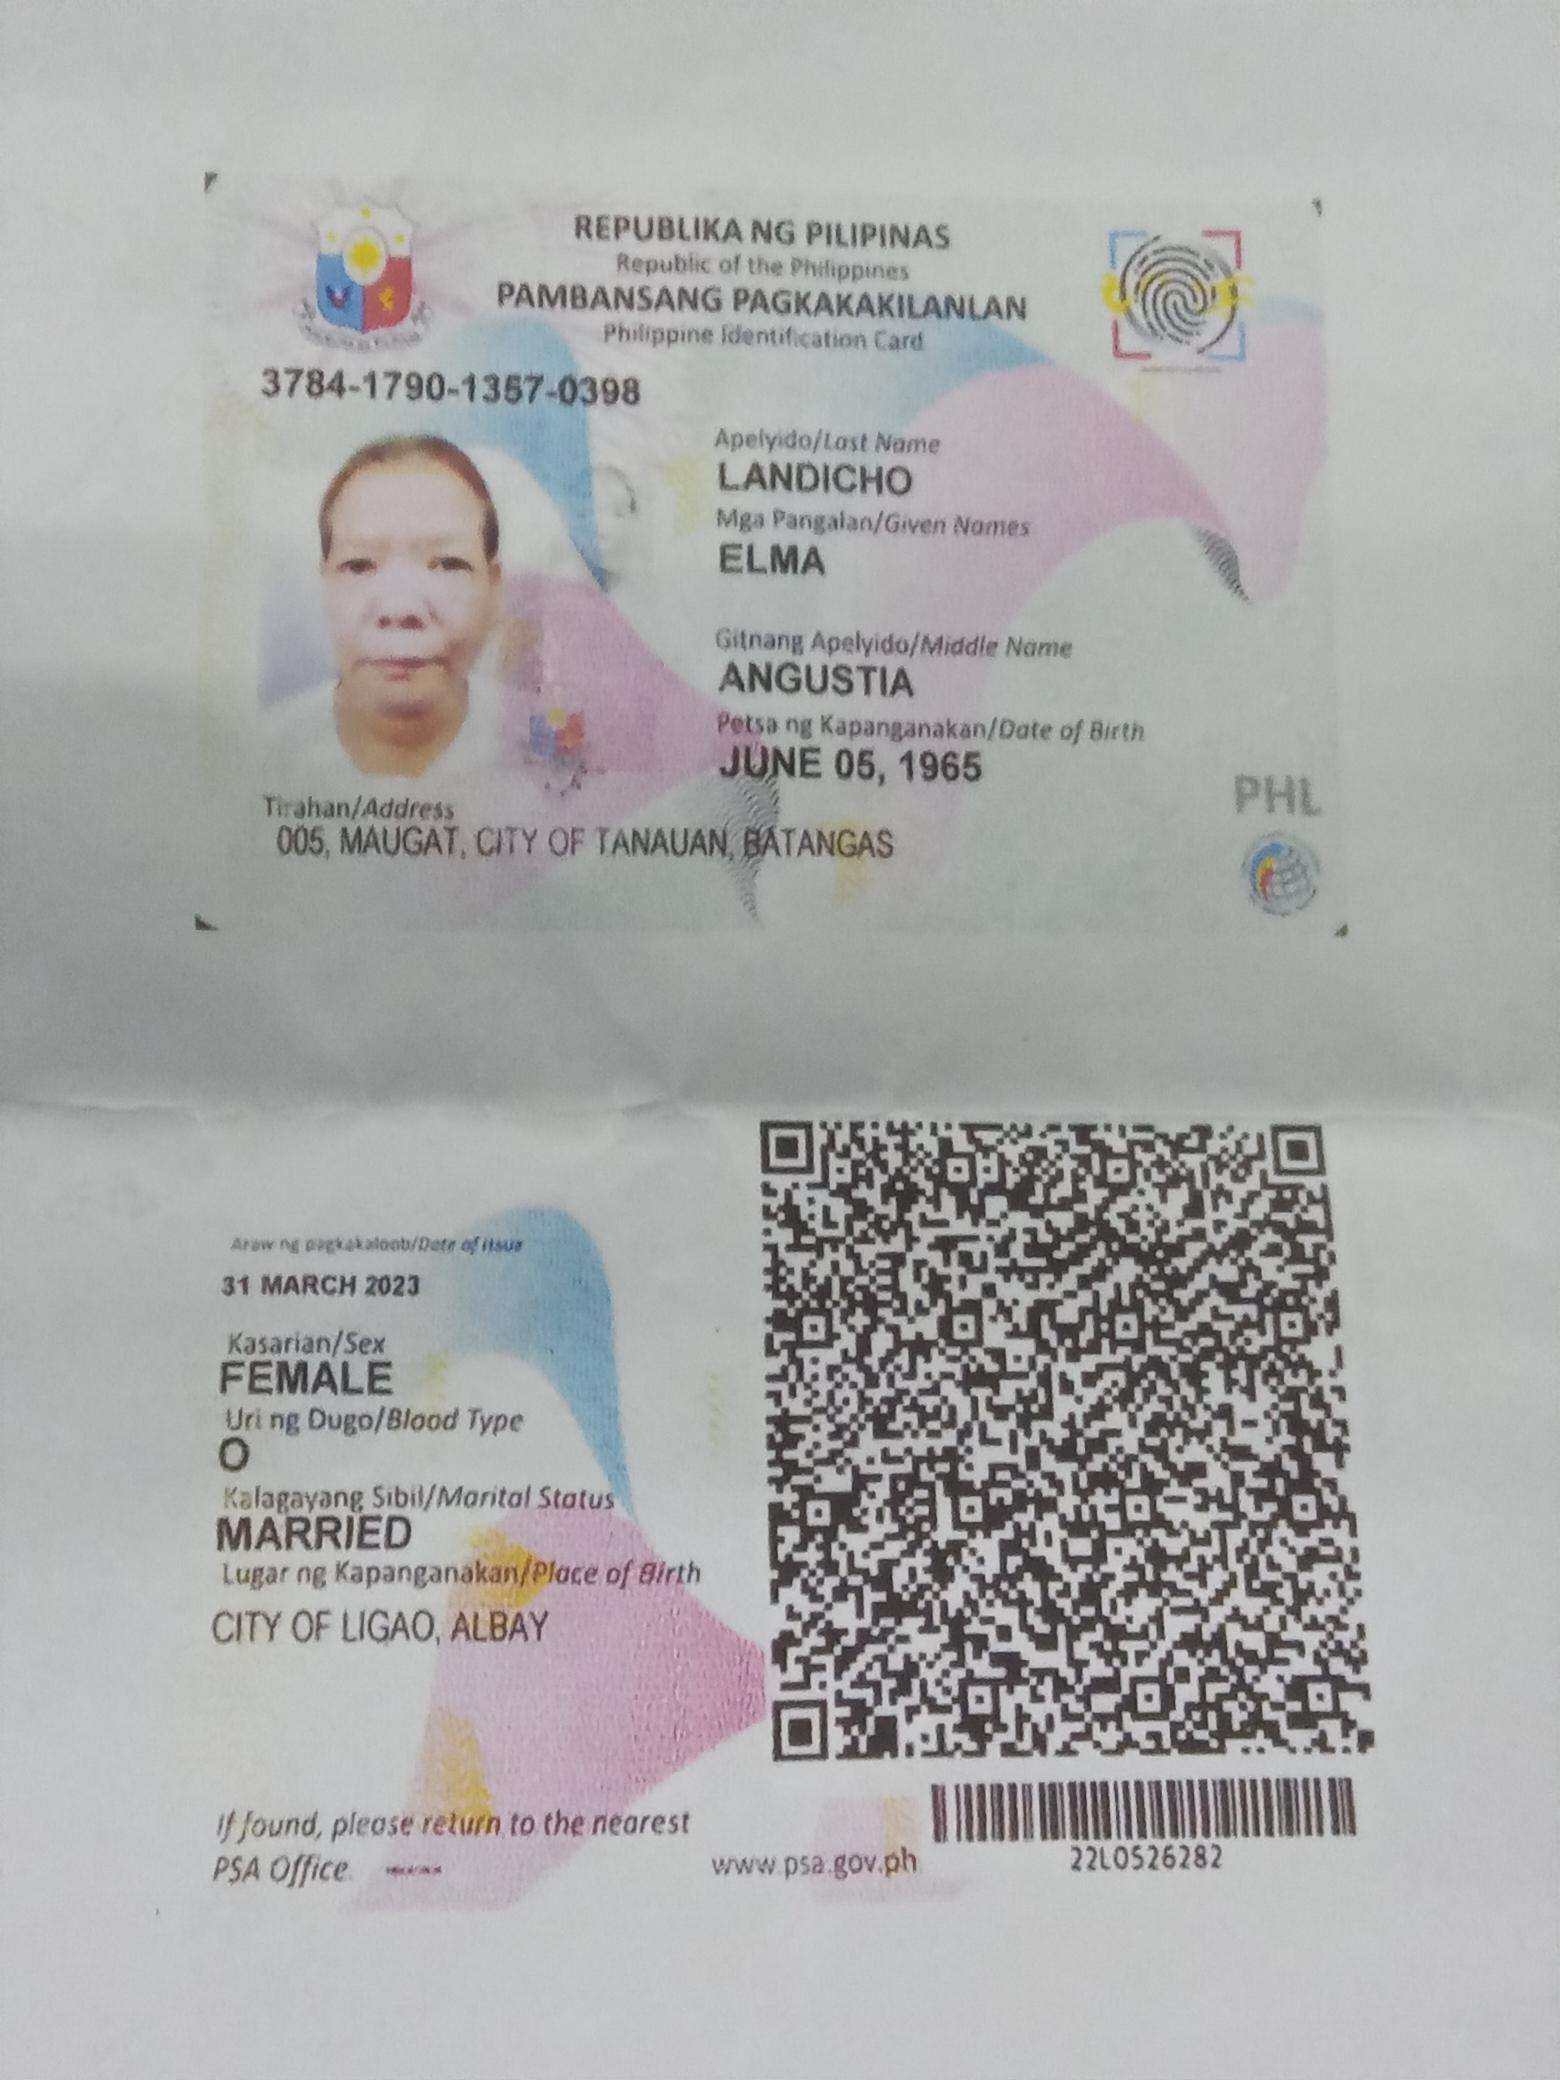 REPUBLIKA NG PILIPINAS
Republic of the Philippines
PAMBANSANG PAGKAKAKILANLAN
Philippine Identification Card
3784-1790-1357-0398
Apelyido/Last Name
LANDICHO
Mga Pangalan/Given Names
ELMA
Gitnang Apelyido/Middle Name
ANGUSTIA
Petsa ng Kapanganakan/Date of Birth
JUNE 05, 1965
PHL
Tirahan/Address
005, MAUGAT, CITY OF TANAUAN, BATANGAS
Araw ng pagkakaloob/Date of issue
31 MARCH 2023
Kasarian/Sex
FEMALE
Uri ng Dugo/Blood Type
O
Kalagayang Sibil/Marital Status
MARRIED
Lugar ng Kapanganakan/Place of Birth
CITY OF LIGAO, ALBAY
If found, please return to the nearest
PSA Office.
www.psa.gov.ph
22L0526282